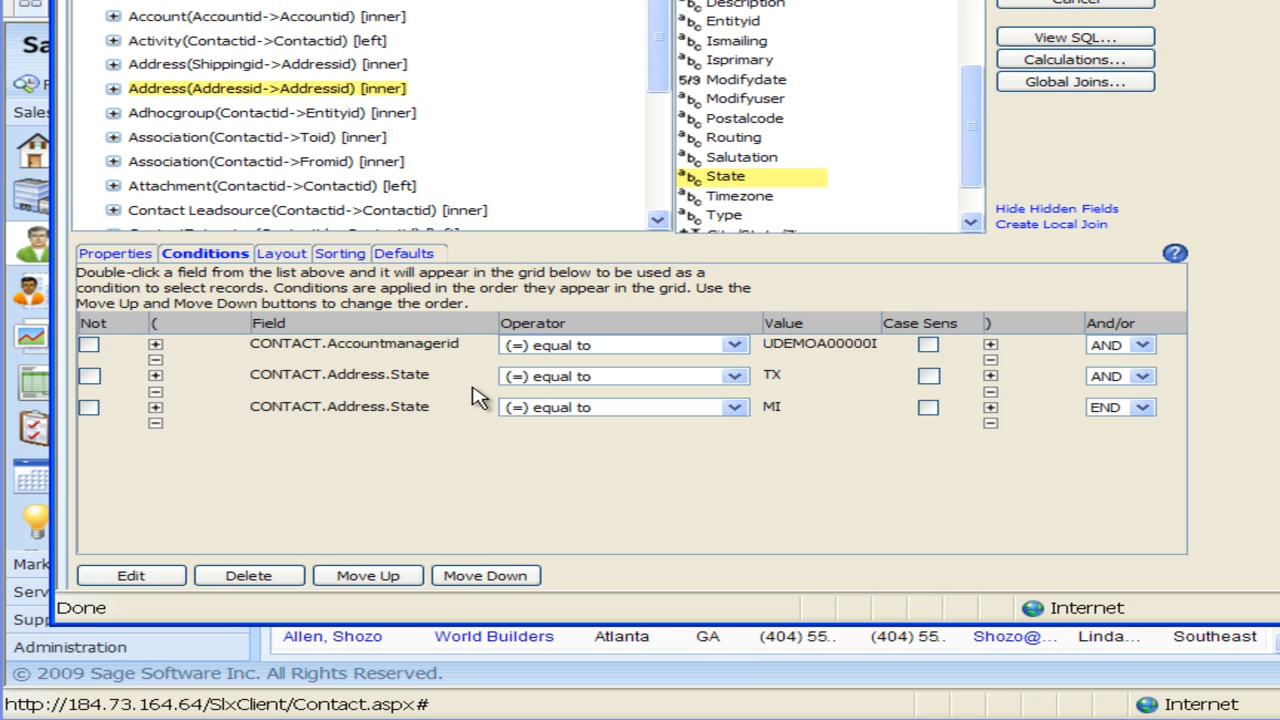 Account(Accountid->Accountid) [inner]
Activity(Contactid->Contactid) [left]
Address(Shippingid->Addressid) [inner]
Address(Addressid->Addressid) [inner]
Adhocgroup(Contactid->Entityid) [inner]
Association(Contactid->Toid) [inner]
Association(Contactid->Fromid) [inner]
Attachment(Contactid->Contactid) [left]
Contact Leadsource(Contactid->Contactid) [inner]
Description
Entityid
Ismailing
Isprimary
5/9 Modifydate
Modifyuser
Postalcode
Routing
Salutation
State
Timezone
Type
Cancel
View SQL...
Calculations...
Global Joins...
Hide Hidden Fields
Create Local Join
Sa
Sales
Properties Conditions Layout Sorting Defaults
?
Double-click a field from the list above and it will appear in the grid below to be used as a
condition to select records. Conditions are applied in the order they appear in the grid. Use the
Move Up and Move Down buttons to change the order.
Not ( Field Operator Value Case Sens ) And/or
CONTACT.Accountmanagerid (=) equal to UDEMOA00000I AND
CONTACT.Address.State (=) equal to TX AND
CONTACT.Address.State (=) equal to MI END
Edit Delete Move Up Move Down
Mark
Serv
Supp
Done Internet
Administration
Allen, Shozo World Builders Atlanta GA (404) 55.. (404) 55.. Shozo@... Linda... Southeast
© 2009 Sage Software Inc. All Rights Reserved.
http://184.73.164.64/SlxClient/Contact.aspx# Internet